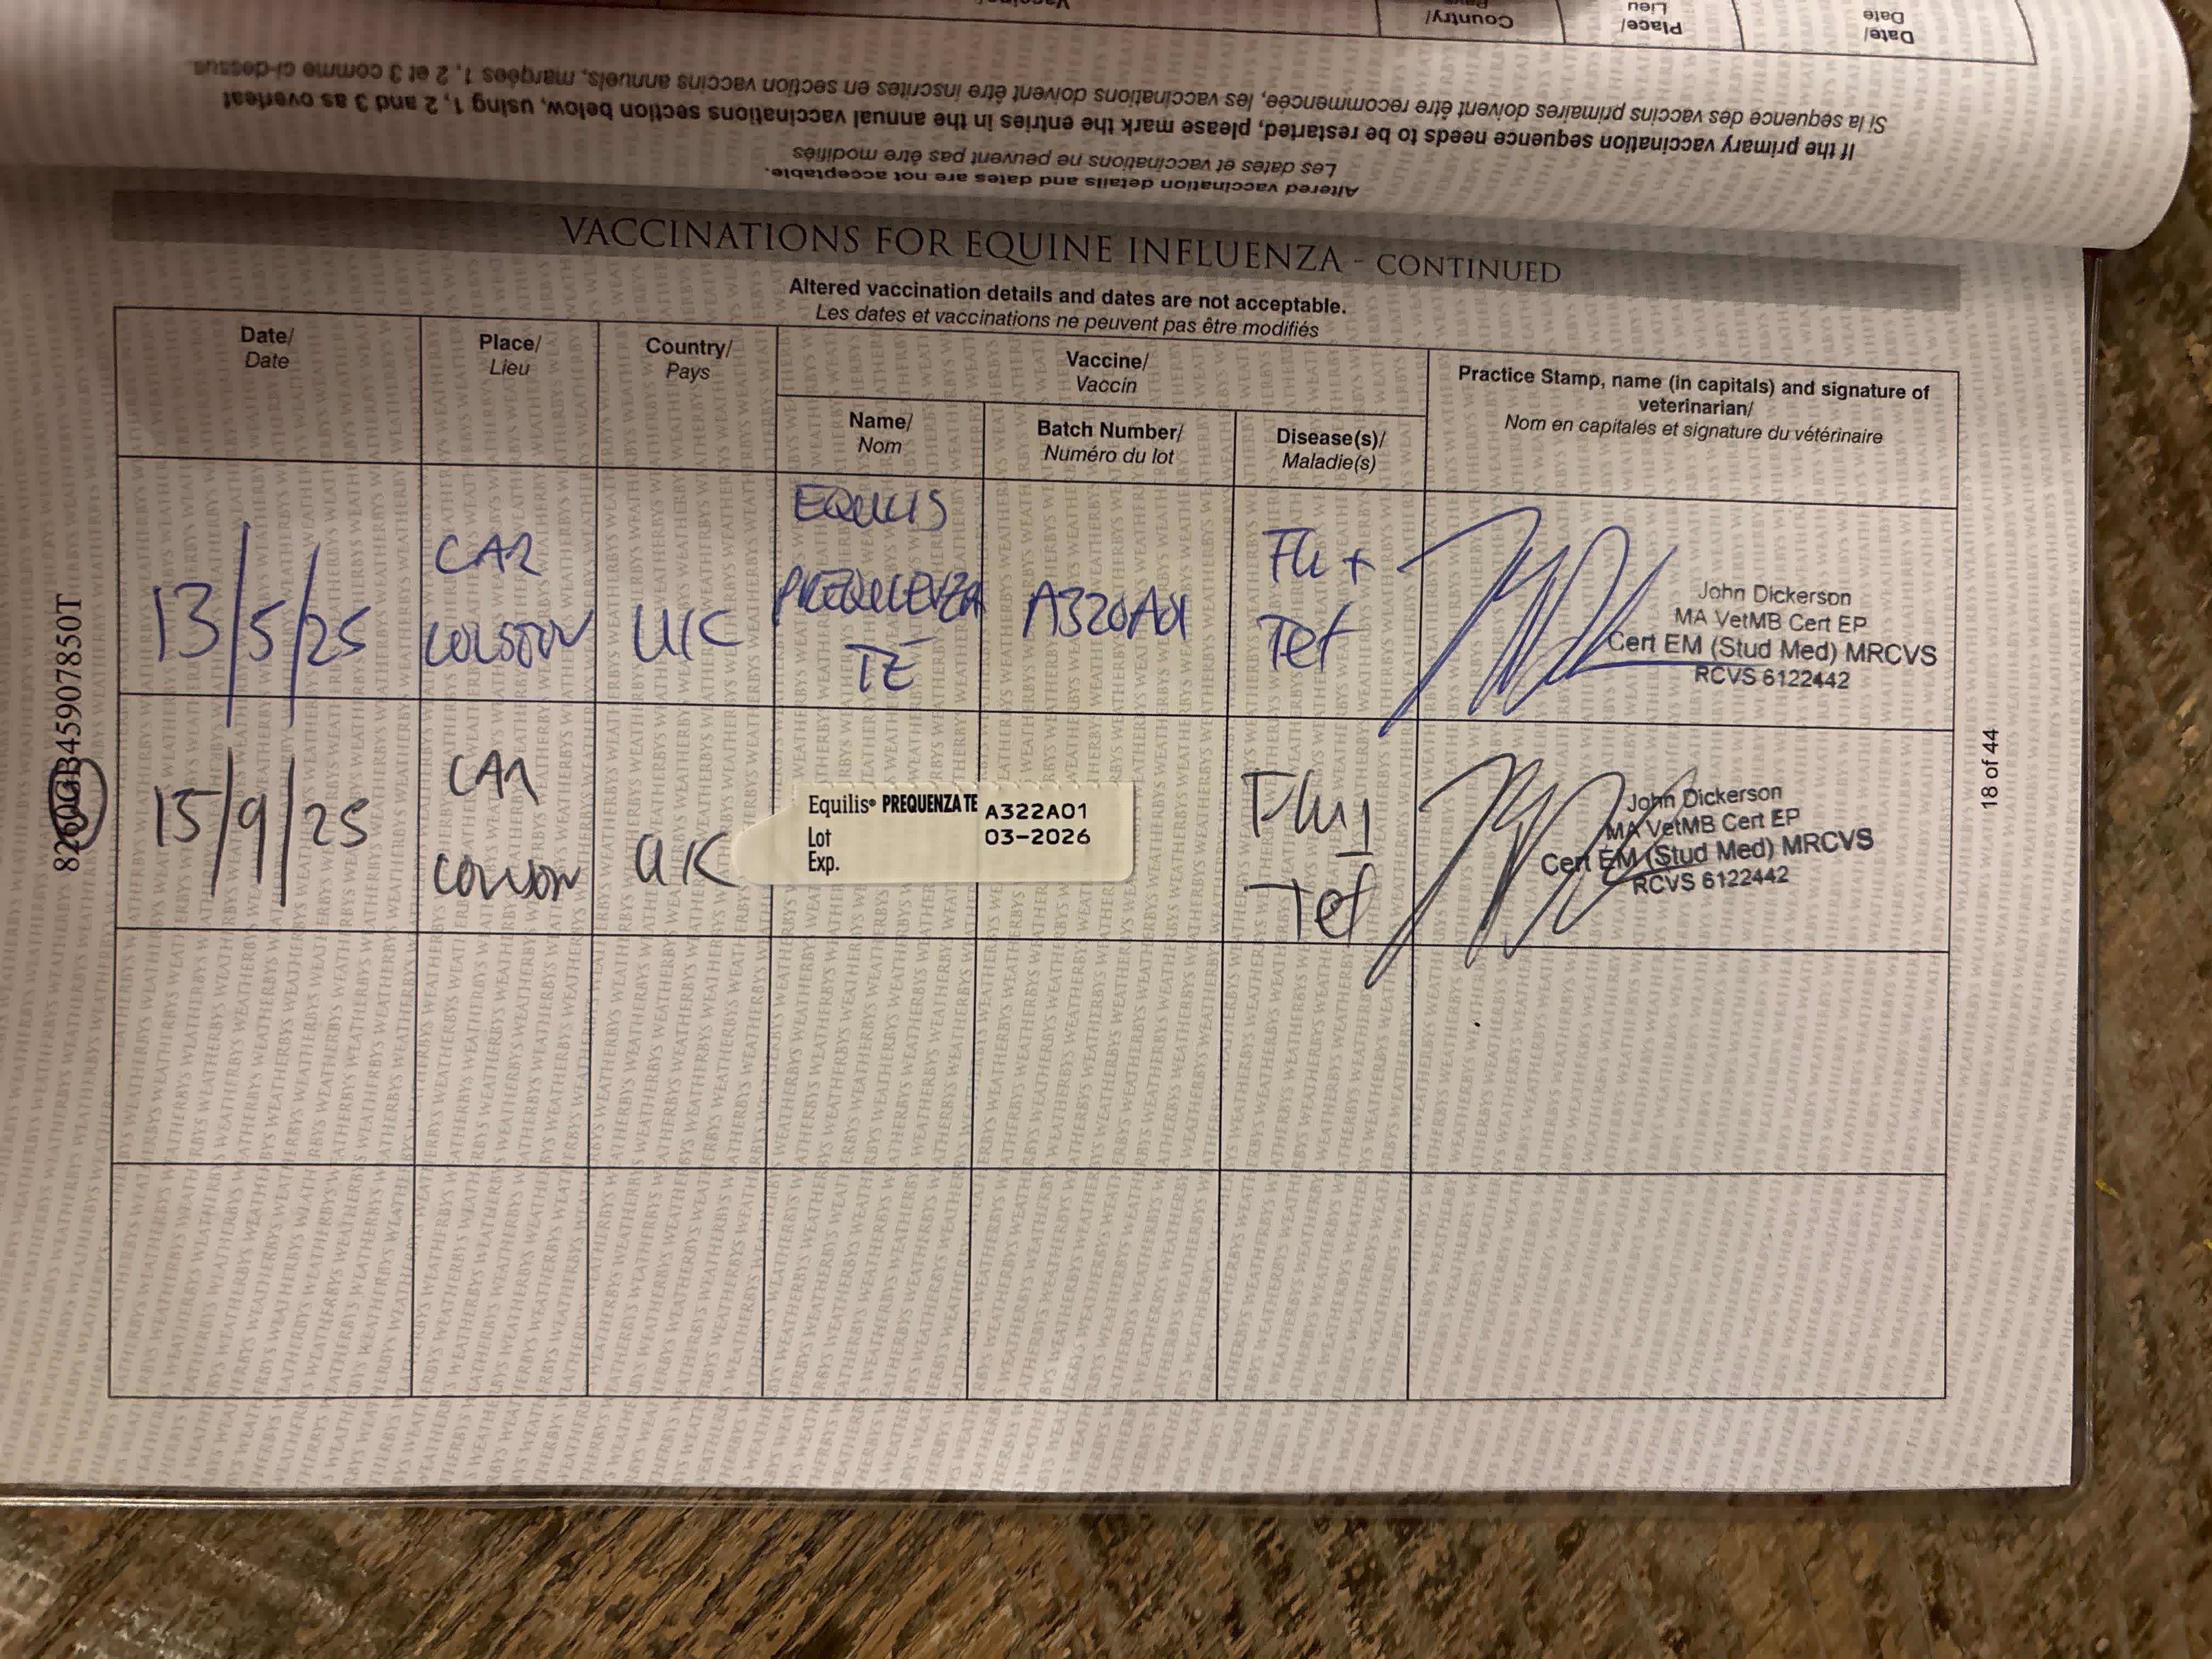 Vaccin
Country/
Pays
Place/
Lieu
Date/
Date
Si la séquence des vaccins primaires doivent être recommencée, les vaccinations doivent être inscrites en section vaccins annuels, marqées 1, 2 et 3 comme ci-dessus
If the primary vaccination sequence needs to be restarted, please mark the entries in the annual vaccinations section below, using 1, 2 and 3 as overleaf
Les dates et vaccinations ne peuvent pas être modifiés
Altered vaccination details and dates are not acceptable.
VACCINATIONS FOR EQUINE INFLUENZA - CONTINUED
Altered vaccination details and dates are not acceptable.
Les dates et vaccinations ne peuvent pas être modifiés
Date/
Date
Place/
Lieu
Country/
Pays
Vaccine/
Vaccin
Name/
Nom
Batch Number/
Numéro du lot
Disease(s)/
Maladie(s)
Practice Stamp, name (in capitals) and signature of
veterinarian/
Nom en capitales et signature du vétérinaire
13/5/25
UK
EQUILIS
PREQUENZA
TE
Flu +
Tet
John Dickerson
MA VetMB Cert EP
Cert EM (Stud Med) MRCVS
RCVS 6122442
15/9/25
UK
Equilis® PREQUENZA TE A322A01
Lot 03-2026
Exp.
Flu
Tet
John Dickerson
MA VetMB Cert EP
Cert EM (Stud Med) MRCVS
RCVS 6122442
18 of 44
WEATHERBYS